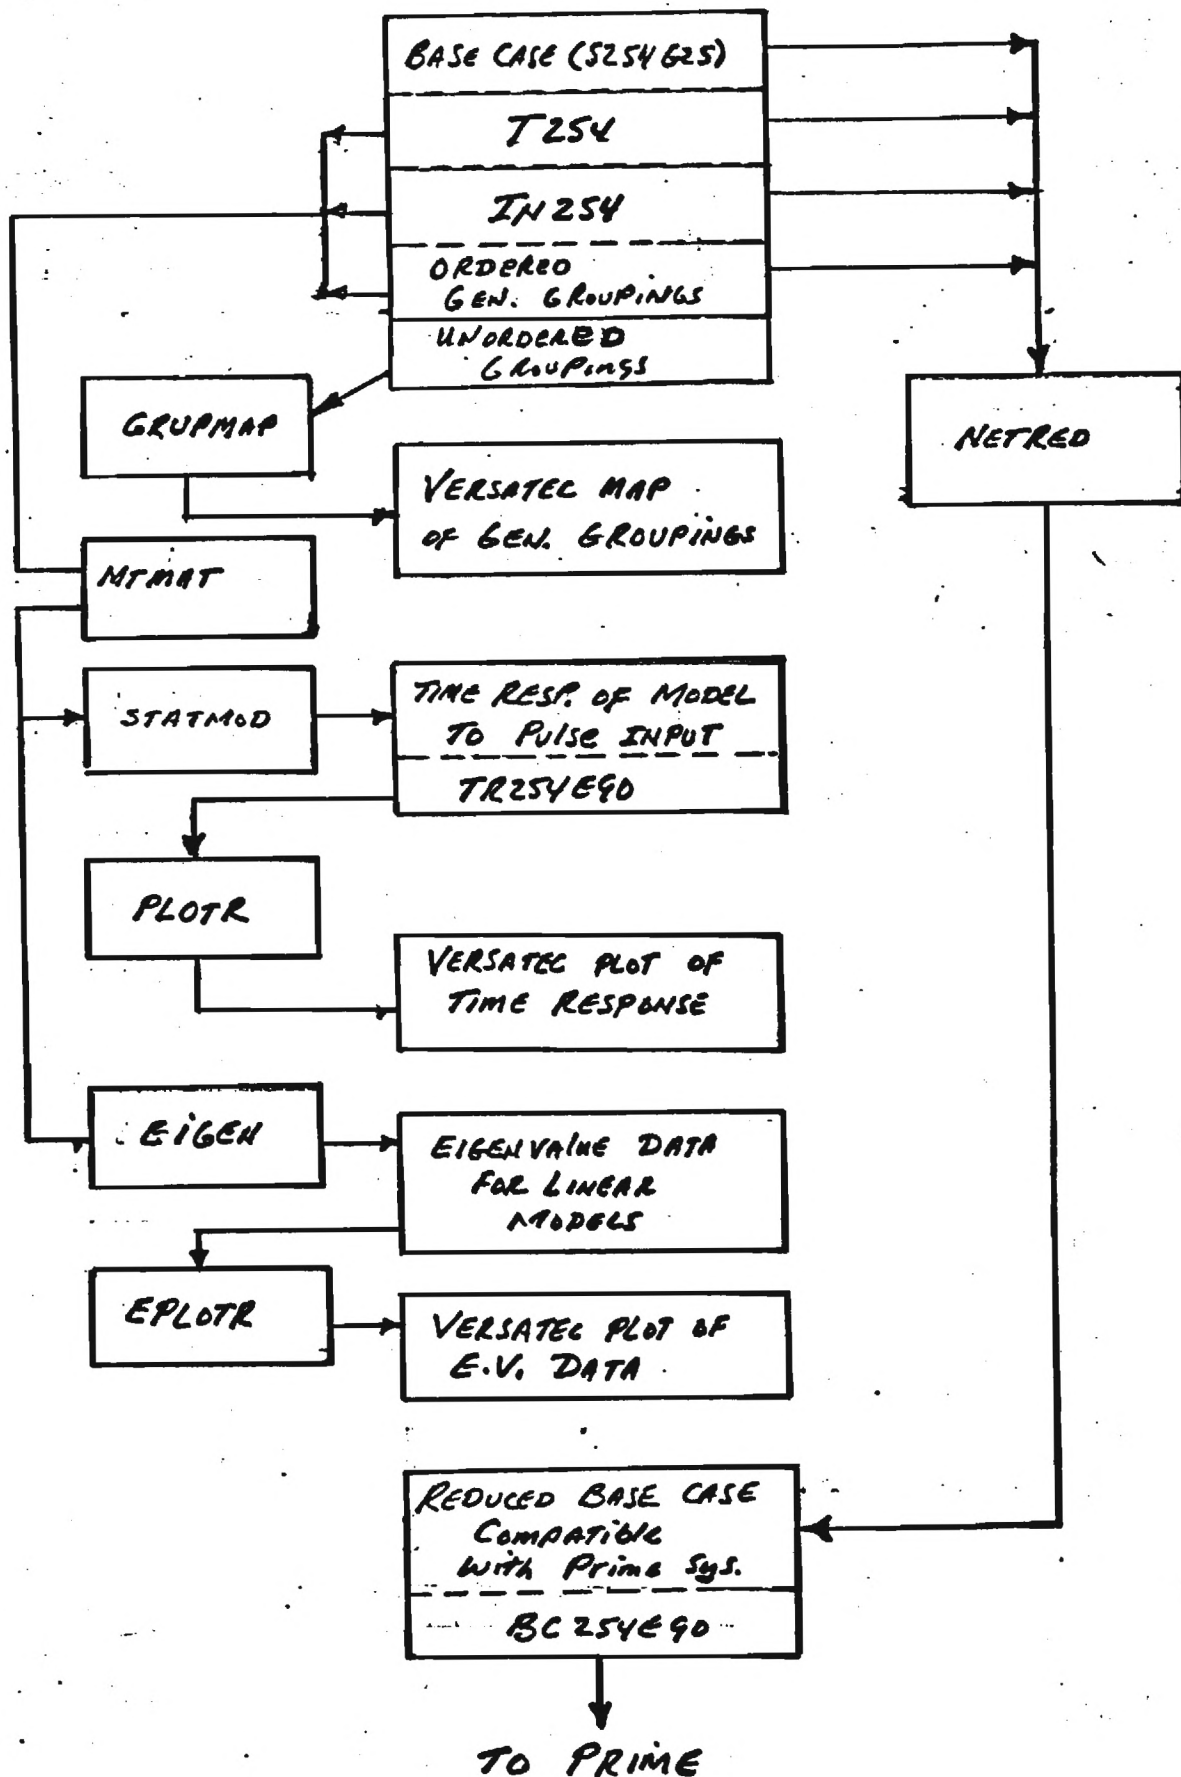 BASE CASE (S254G25)
T254
IN254
ORDERED
GEN. GROUPINGS
UNORDERED
GROUPINGS
GRUPMAP
NETRED
VERSATEC MAP
OF GEN. GROUPINGS
MTMAT
STATMOD
TIME RESP. OF MODEL
TO PULSE INPUT
TR254E90
PLOTR
VERSATEC PLOT OF
TIME RESPONSE
EIGEN
EIGENVALUE DATA
FOR LINEAR
MODELS
EPLOTR
VERSATEC PLOT OF
E.V. DATA
REDUCED BASE CASE
COMPATIBLE
WITH PRIME SYS.
BC254E90
TO PRIME